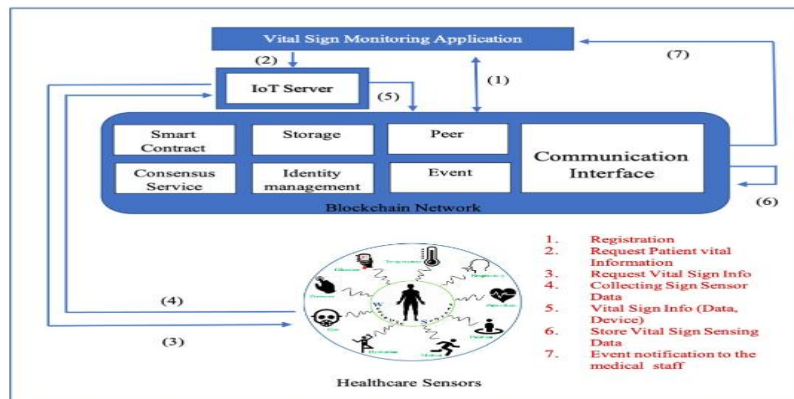 Vital Sign Monitoring Application
(7)
(2)
(1)
IoT Server
(5)
Smart
Contract
Storage
Peer
Communication
Interface
Consensus
Service
Identity
management
Event
(6)
Blockchain Network
1. Registration
2. Request Patient vital
Information
3. Request Vital Sign Info
4. Collecting Sign Sensor
Data
5. Vital Sign Info (Data,
Device)
6. Store Vital Sign Sensing
Data
7. Event notification to the
medical staff
(4)
(3)
Healthcare Sensors